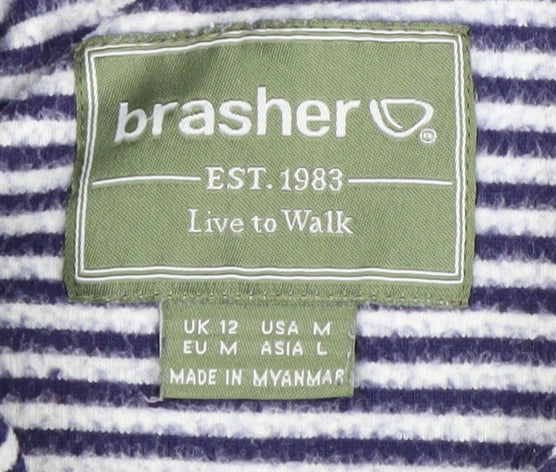 brasher
EST. 1983
Live to Walk
UK 12 USA M
EU M ASIA L
MADE IN MYANMAR